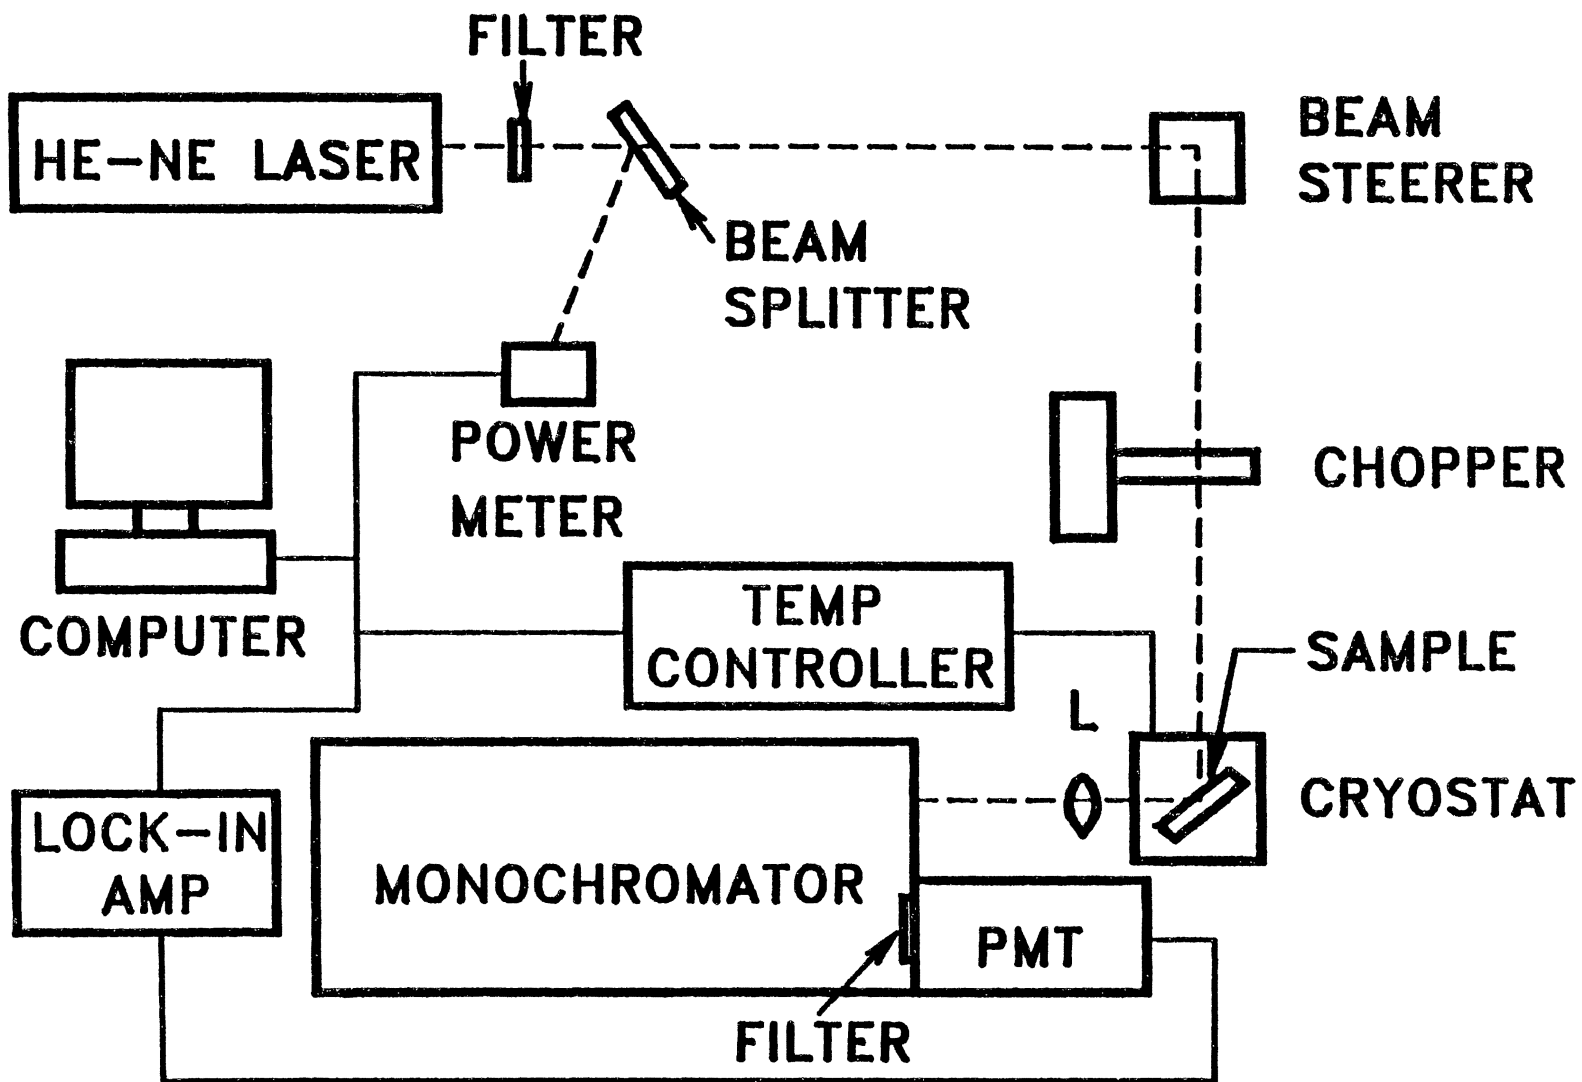 FILTER
HE-NE LASER
BEAM
STEERER
BEAM
SPLITTER
POWER
METER
CHOPPER
COMPUTER
TEMP
CONTROLLER
SAMPLE
L
CRYOSTAT
LOCK-IN
AMP
MONOCHROMATOR
PMT
FILTER